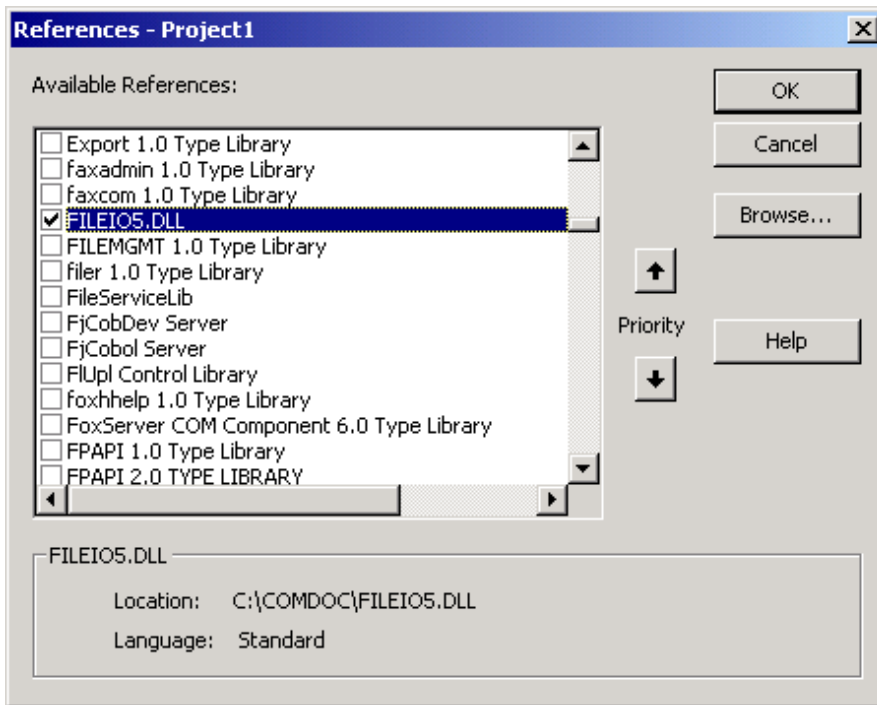 References - Project1
Available References:
Export 1.0 Type Library
faxadmin 1.0 Type Library
faxcom 1.0 Type Library
FILEIO5.DLL
FILEMGMT 1.0 Type Library
filer 1.0 Type Library
FileServiceLib
FjCobDev Server
FjCobol Server
FlUpl Control Library
foxhhelp 1.0 Type Library
FoxServer COM Component 6.0 Type Library
FPAPI 1.0 Type Library
FPAPI 2.0 TYPE LIBRARY
OK
Cancel
Browse...
Priority
Help
FILEIO5.DLL
Location: C:\COMDOC\FILEIO5.DLL
Language: Standard